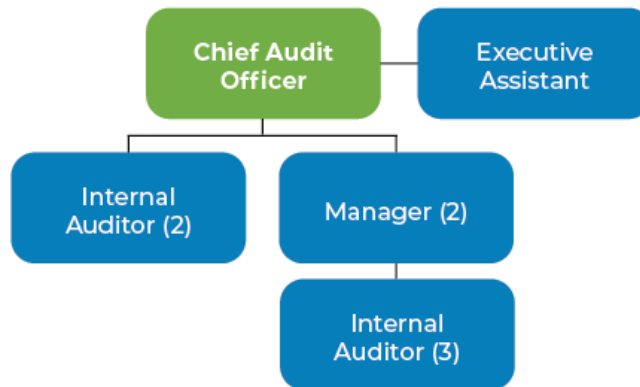 Chief Audit
Officer
Executive
Assistant
Internal
Auditor (2)
Manager (2)
Internal
Auditor (3)